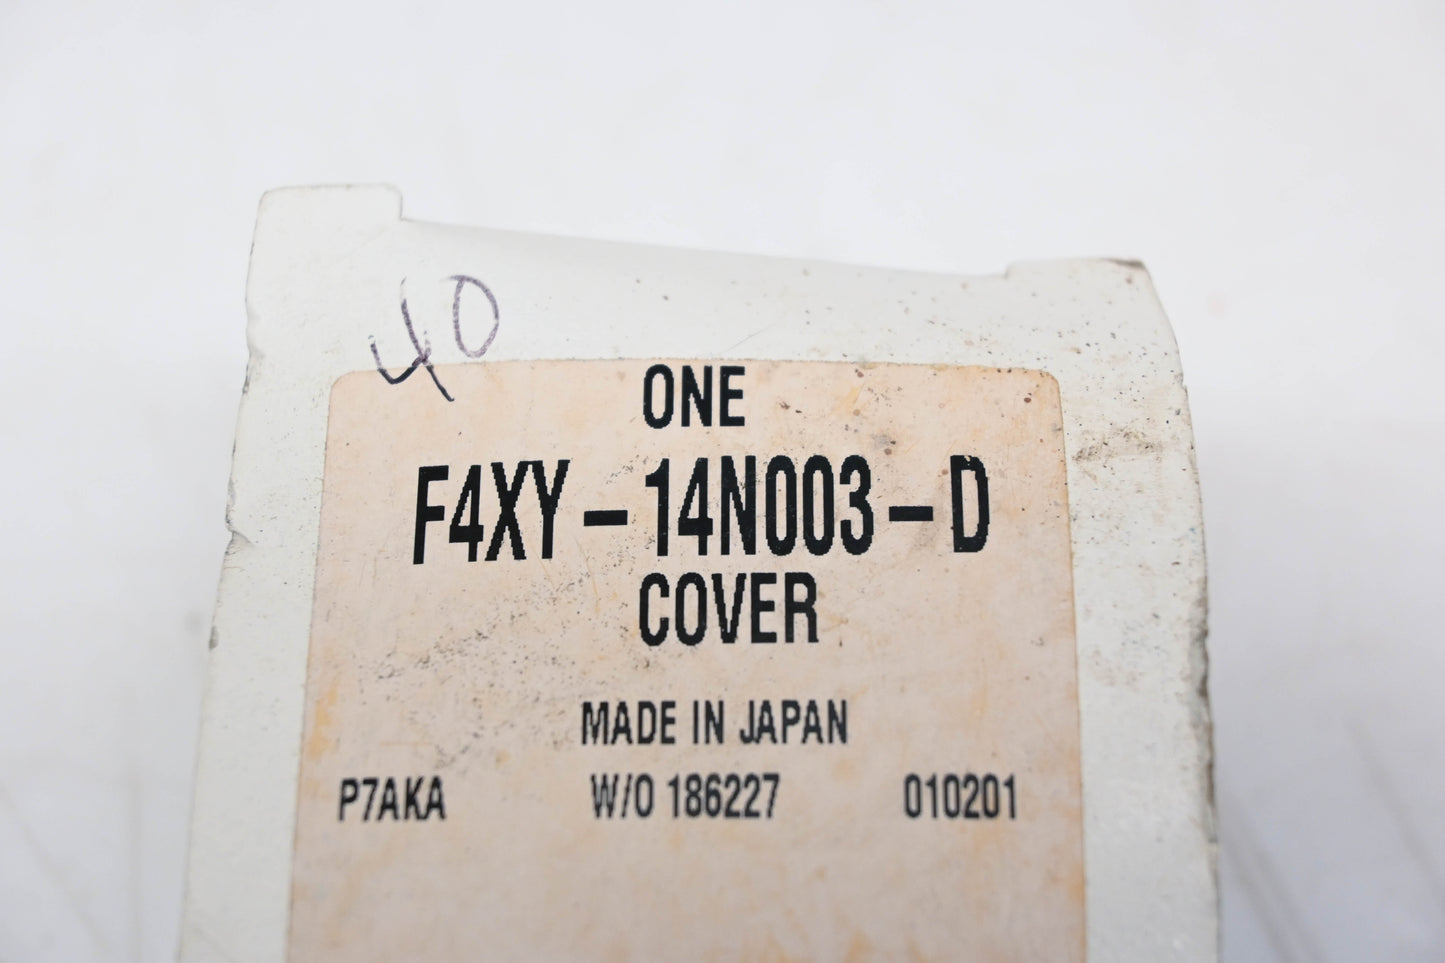 40
ONE
F4XY-14N003-D
COVER
MADE IN JAPAN
P7AKA W/O 186227 010201